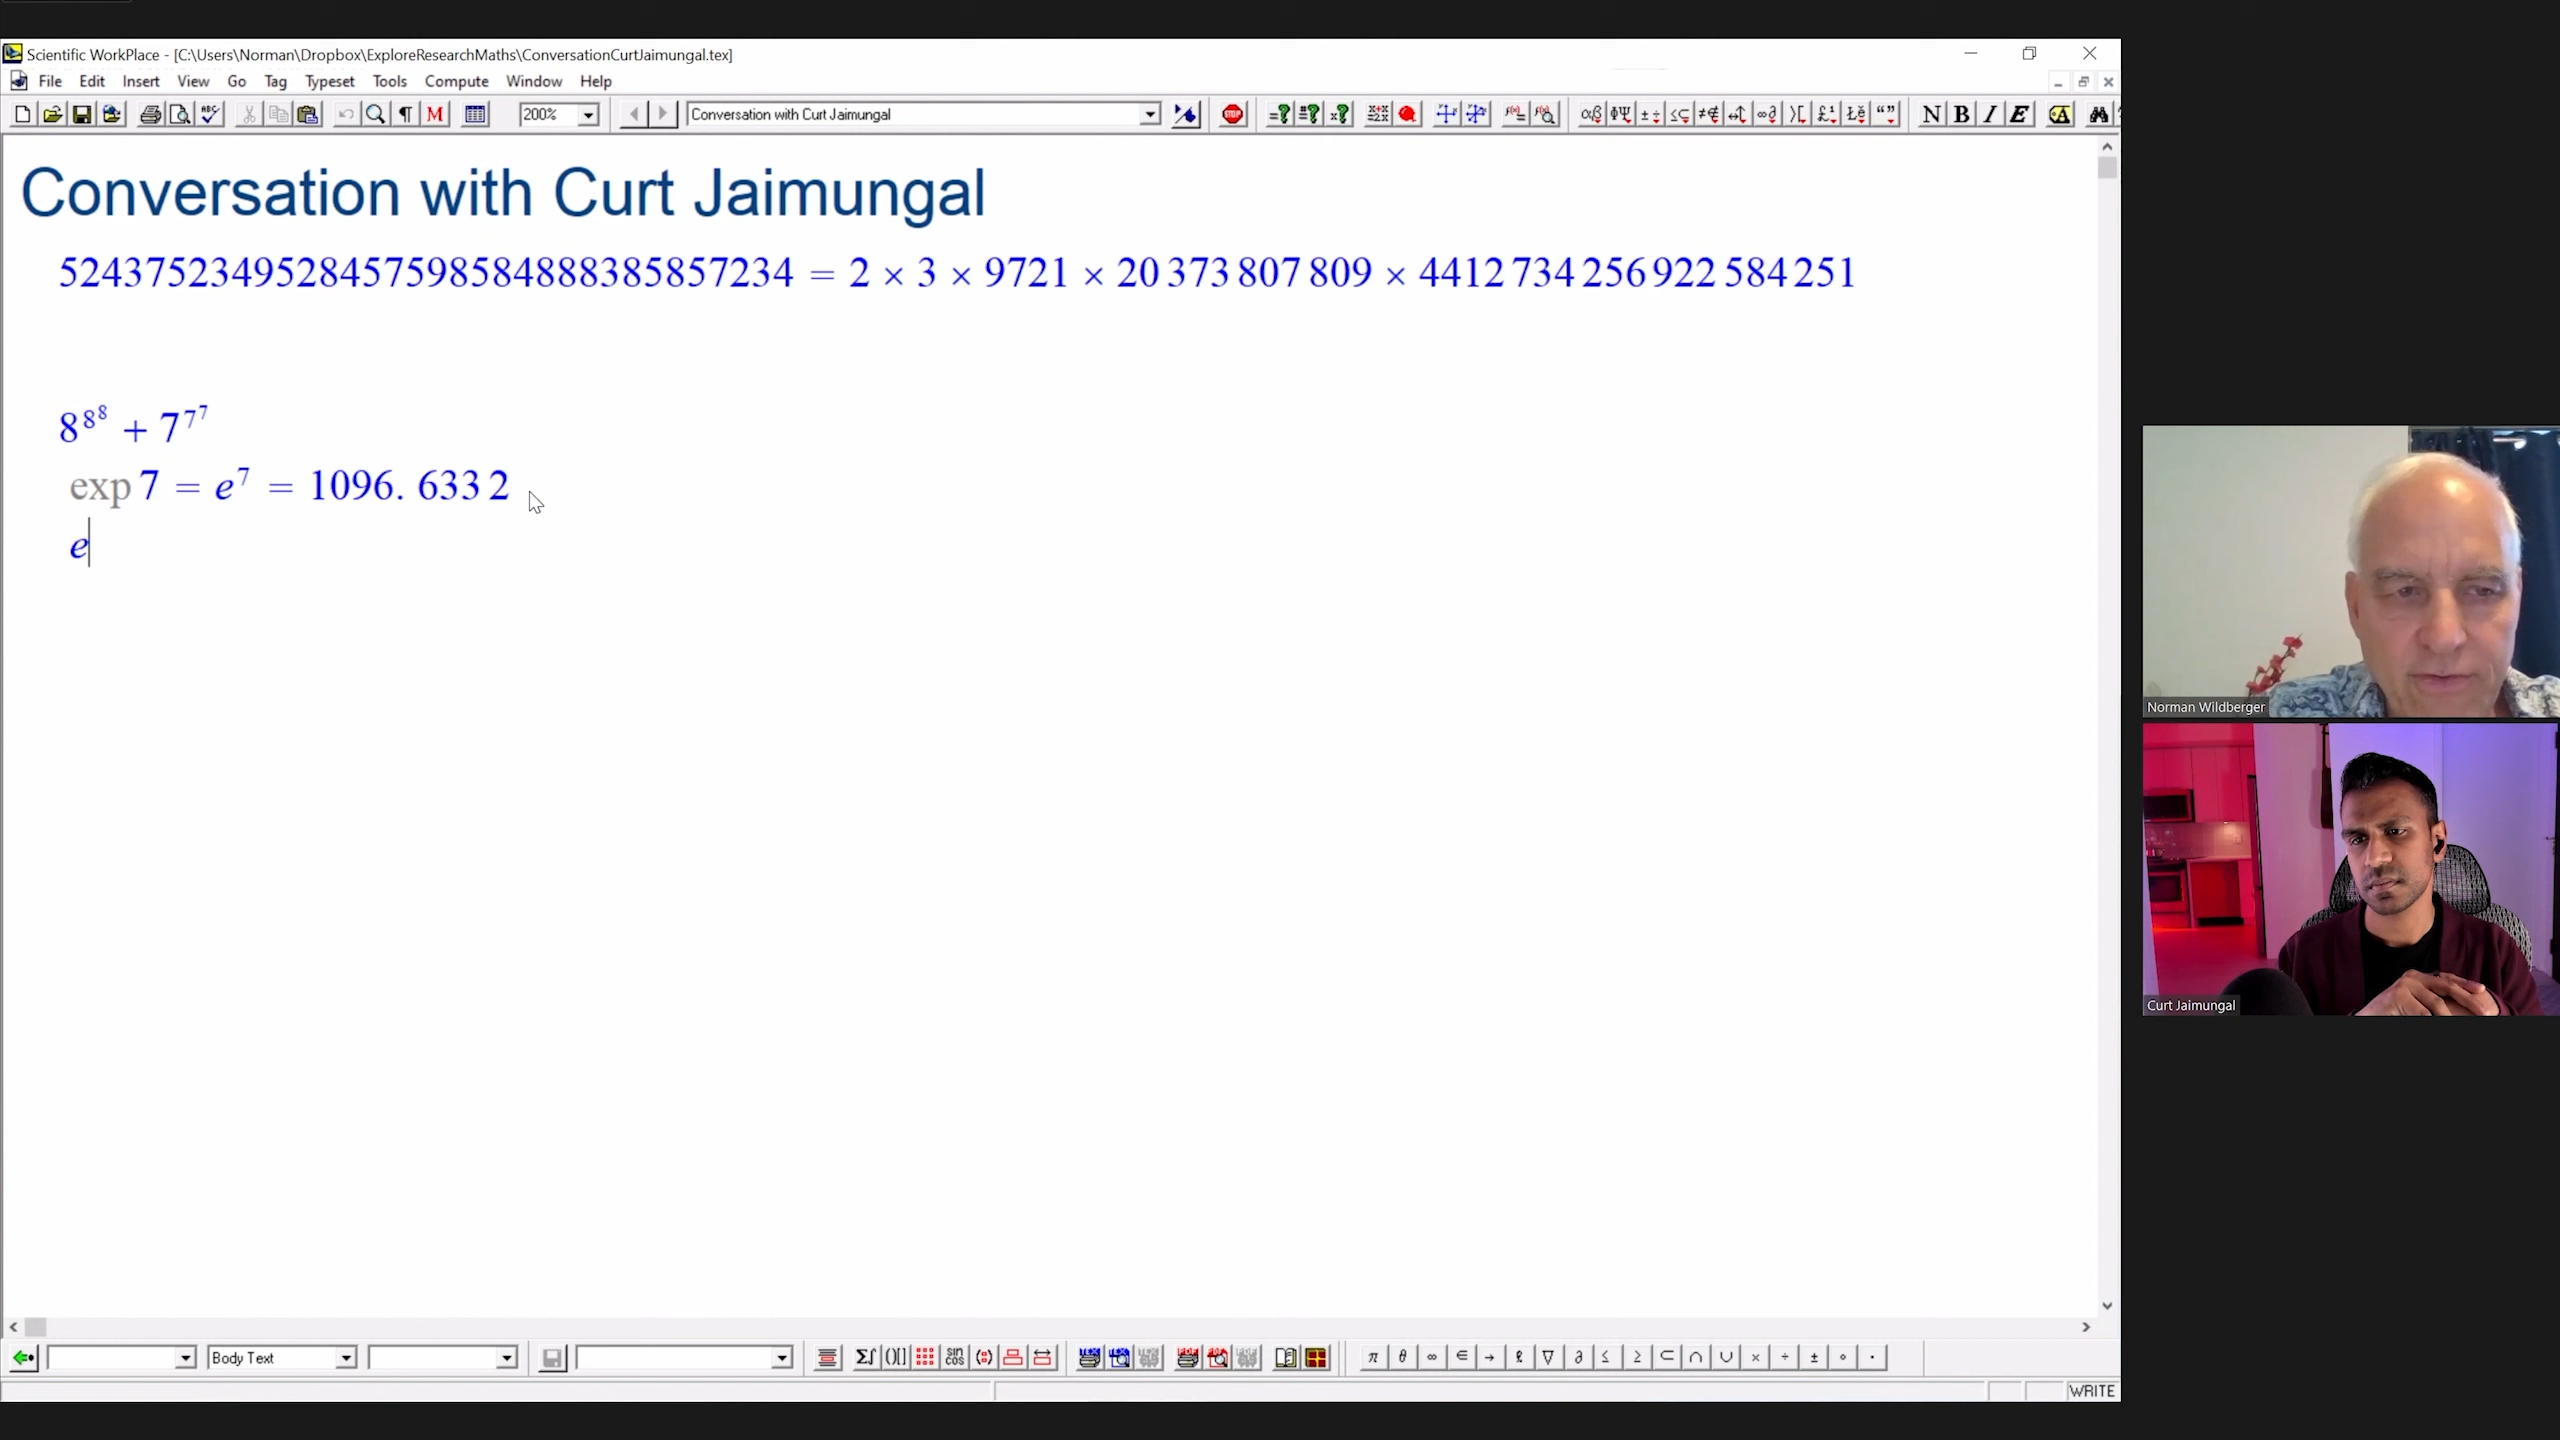 Scientific WorkPlace - [C:\Users\Norman\Dropbox\ExploreResearchMaths\ConversationCurtJaimungal.tex]
File Edit Insert View Go Tag Typeset Tools Compute Window Help
200% Conversation with Curt Jaimungal N B I E
Conversation with Curt Jaimungal
5243752349528457598584888385857234 = 2 × 3 × 9721 × 20 373 807 809 × 4412 734 256 922 584 251
8^{8^8} + 7^{7^7}
exp 7 = e^7 = 1096. 633 2
e
Norman Wildberger
Curt Jaimungal
Body Text π θ ∞ ∈ → ℓ ∇ ∂ ≤ ≥ ⊂ ∩ ∪ × ÷ ± ∘ ·
WRITE